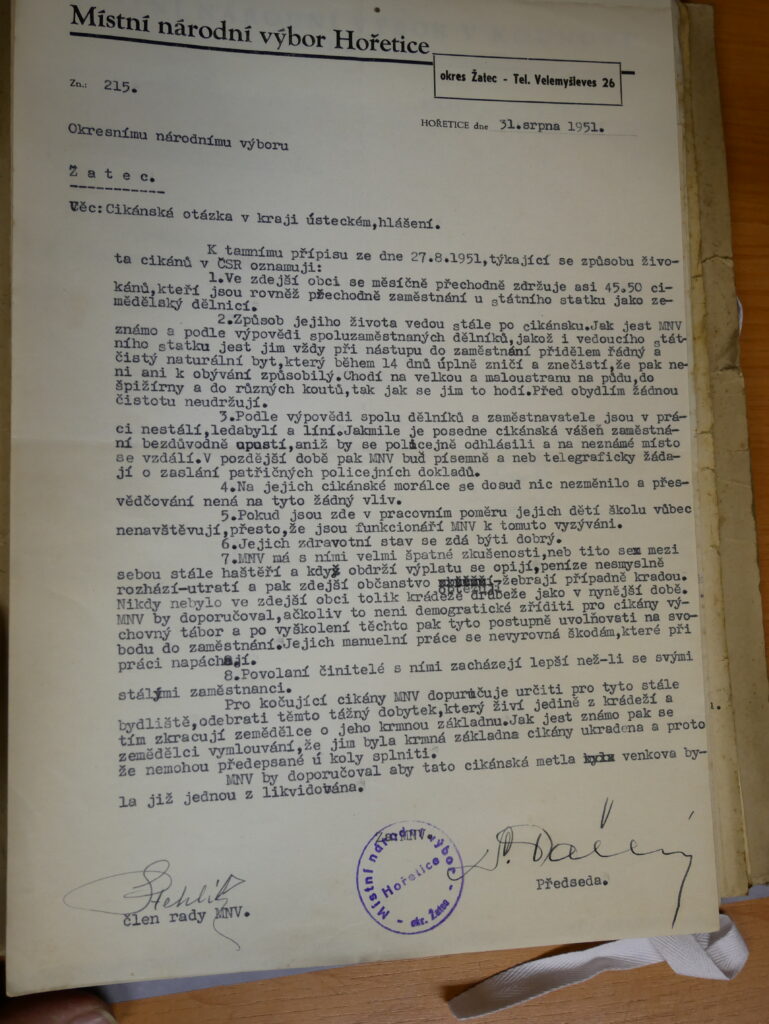 Místní národní výbor Hořetice
okres Žatec - Tel. Velemyšleves 26
Zn.: 215.
HOŘETICE dne 31.srpna 1951.
Okresnímu národnímu výboru
Ž a t e c.
Věc: Cikánská otázka v kraji ústeckém,hlášení.
K tamnímu přípisu ze dne 27.8.1951,týkající se způsobu živo-
ta cikánů v ČSR oznamuji:
1.Ve zdejší obci se měsíčně přechodně zdržuje asi 45.50 ci-
kánů,kteří jsou rovněž přechodně zaměstnání u státního statku jako ze-
mědělský dělnicí.
2.Způsob jejího života vedou stále po cikánsku.Jak jest MNV
známo a podle výpovědi spoluzaměstnaných dělníků,jakož i vedoucího stát-
ního statku jest jim vždy při nástupu do zaměstnání přidělem řádný a
čistý naturální byt,který během 14 dnů úplně zničí a znečistí,že pak ne-
ni ani k obývání způsobilý.Chodí na velkou a maloustranu na půdu,do
špižírny a do různých koutů,tak jak se jim to hodí.Před obydlím žádnou
čistotu neudržují.
3.Podle výpovědi spolu dělníků a zaměstnavatele jsou v prá-
ci nestálí,ledabylí a líní.Jakmile je posedne cikánská vášeň zaměstná-
ní bezdůvodně opustí,aniž by se policejně odhlásili a na neznámé místo
se vzdálí.V pozdější době pak MNV buď písemně a neb telegraficky žáda-
jí o zaslání patřičných policejních dokladů.
4.Na jejich cikánské morálce se dosud nic nezměnilo a přes-
vědčování nená na tyto žádný vliv.
5.Pokud jsou zde v pracovním poměru jejich dětí školu vůbec
nenavštěvují,přesto,že jsou funkcionáři MNV k tomuto vyzývání.
6.Jejich zdravotní stav se zdá býti dobrý.
7.MNV má s ními velmi špatné zkušenosti,neb tito se mezi
sebou stále haštěří a když obdrží výplatu se opijí,peníze nesmyslně
rozhází-utratí a pak zdejší občanstvo -žebrají případně kradou.
Nikdy nebylo ve zdejší obci tolik krádeže drůbeže jako v nynější době.
MNV by doporučoval,ačkoliv to neni demogratické zříditi pro cikány vý-
chovný tábor a po vyškolení těchto pak tyto postupně uvolňovati na svo-
bodu do zaměstnání.Jejich manuelní práce se nevyrovná škodám,které při
práci napáchají.
8.Povolaní činitelé s nimi zacházejí lepší než-li se svými
stálými zaměstnanci.
Pro kočující cikány MNV dopuručuje určiti pro tyto stále
bydliště,odebrati těmto tážný dobytek,který živí jedině z krádeží a
tím zkracují zemědělce o jeho krmnou základnu.Jak jest známo pak se
zemědělci vymlouvání,že jim byla krmná základna cikány ukradena a proto
že nemohou předepsané ú koly splniti.
MNV by doporučoval aby tato cikánská metla venkova by-
la již jednou z likvidována.
Za MNV.
Místní národní výbor
Hořetice
okr. Žatec
Předseda.
člen rady MNV.